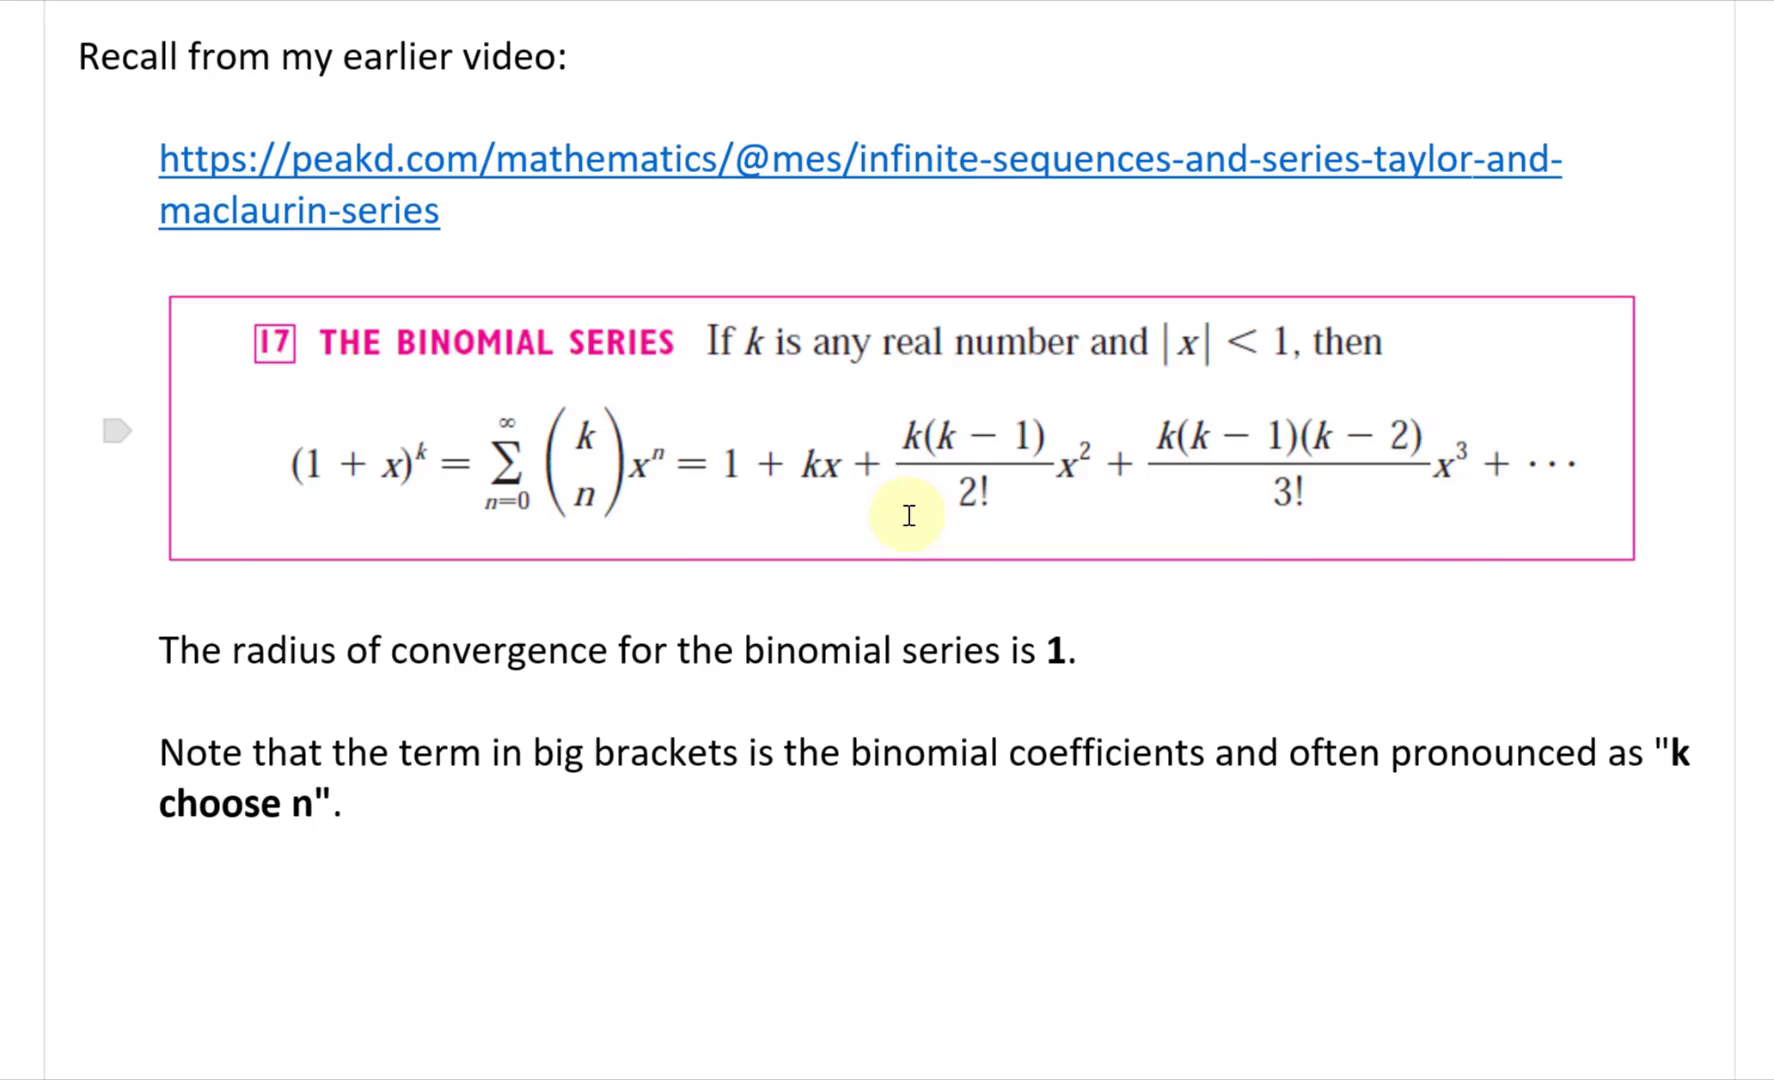 Recall from my earlier video:
https://peakd.com/mathematics/@mes/infinite-sequences-and-series-taylor-and-
maclaurin-series
17 THE BINOMIAL SERIES If k is any real number and |x| < 1, then
(1 + x)^k = ∑_{n=0}^{∞} (k n) x^n = 1 + kx + k(k − 1)/2! x^2 + k(k − 1)(k − 2)/3! x^3 + ···
The radius of convergence for the binomial series is 1.
Note that the term in big brackets is the binomial coefficients and often pronounced as "k
choose n".